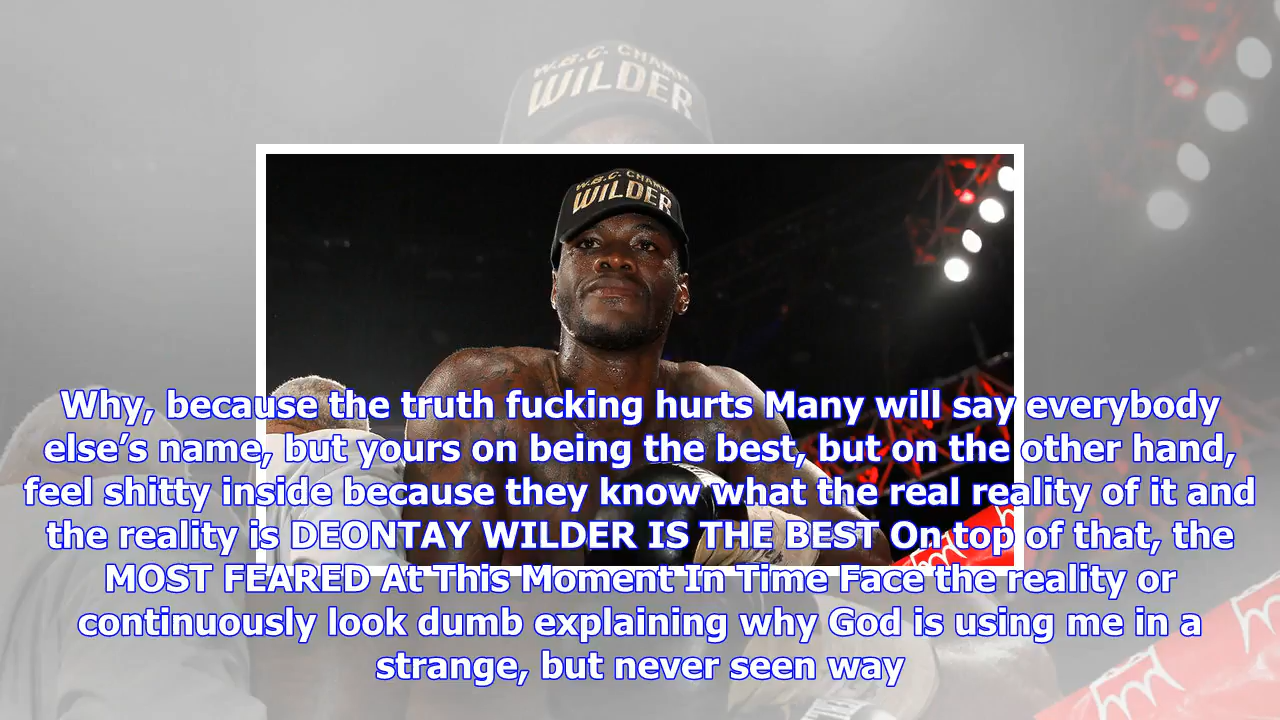 W.B.C. CHAMP
WILDER
W.B.C. CHAMP
WILDER
Why, because the truth fucking hurts Many will say everybody
else’s name, but yours on being the best, but on the other hand,
feel shitty inside because they know what the real reality of it and
the reality is DEONTAY WILDER IS THE BEST On top of that, the
MOST FEARED At This Moment In Time Face the reality or
continuously look dumb explaining why God is using me in a
strange, but never seen way